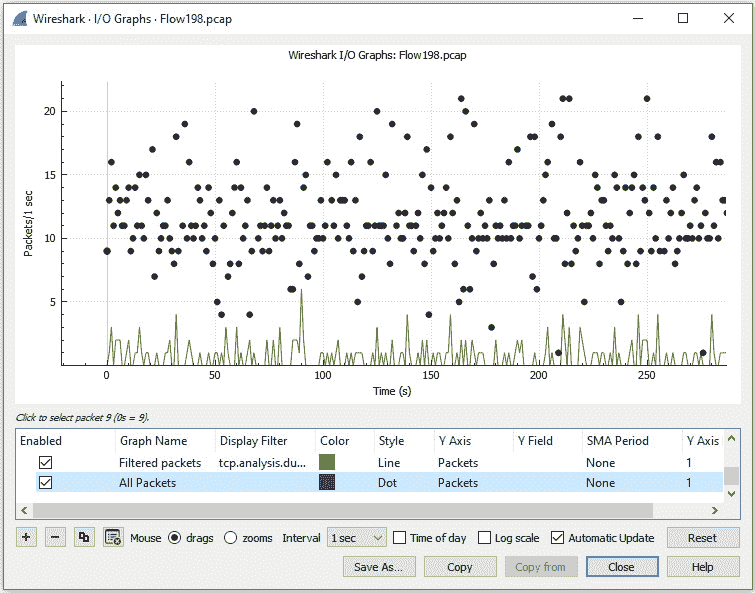 Wireshark · I/O Graphs · Flow198.pcap
Wireshark I/O Graphs: Flow198.pcap
20
15
10
5
Packets/1 sec
0 50 100 150 200 250
Time (s)
Click to select packet 9 (0s = 9).
Enabled Graph Name Display Filter Color Style Y Axis Y Field SMA Period Y Axis
Filtered packets tcp.analysis.du... Line Packets None 1
All Packets Dot Packets None 1
+ − Mouse drags zooms Interval 1 sec Time of day Log scale Automatic Update Reset
Save As... Copy Copy from Close Help